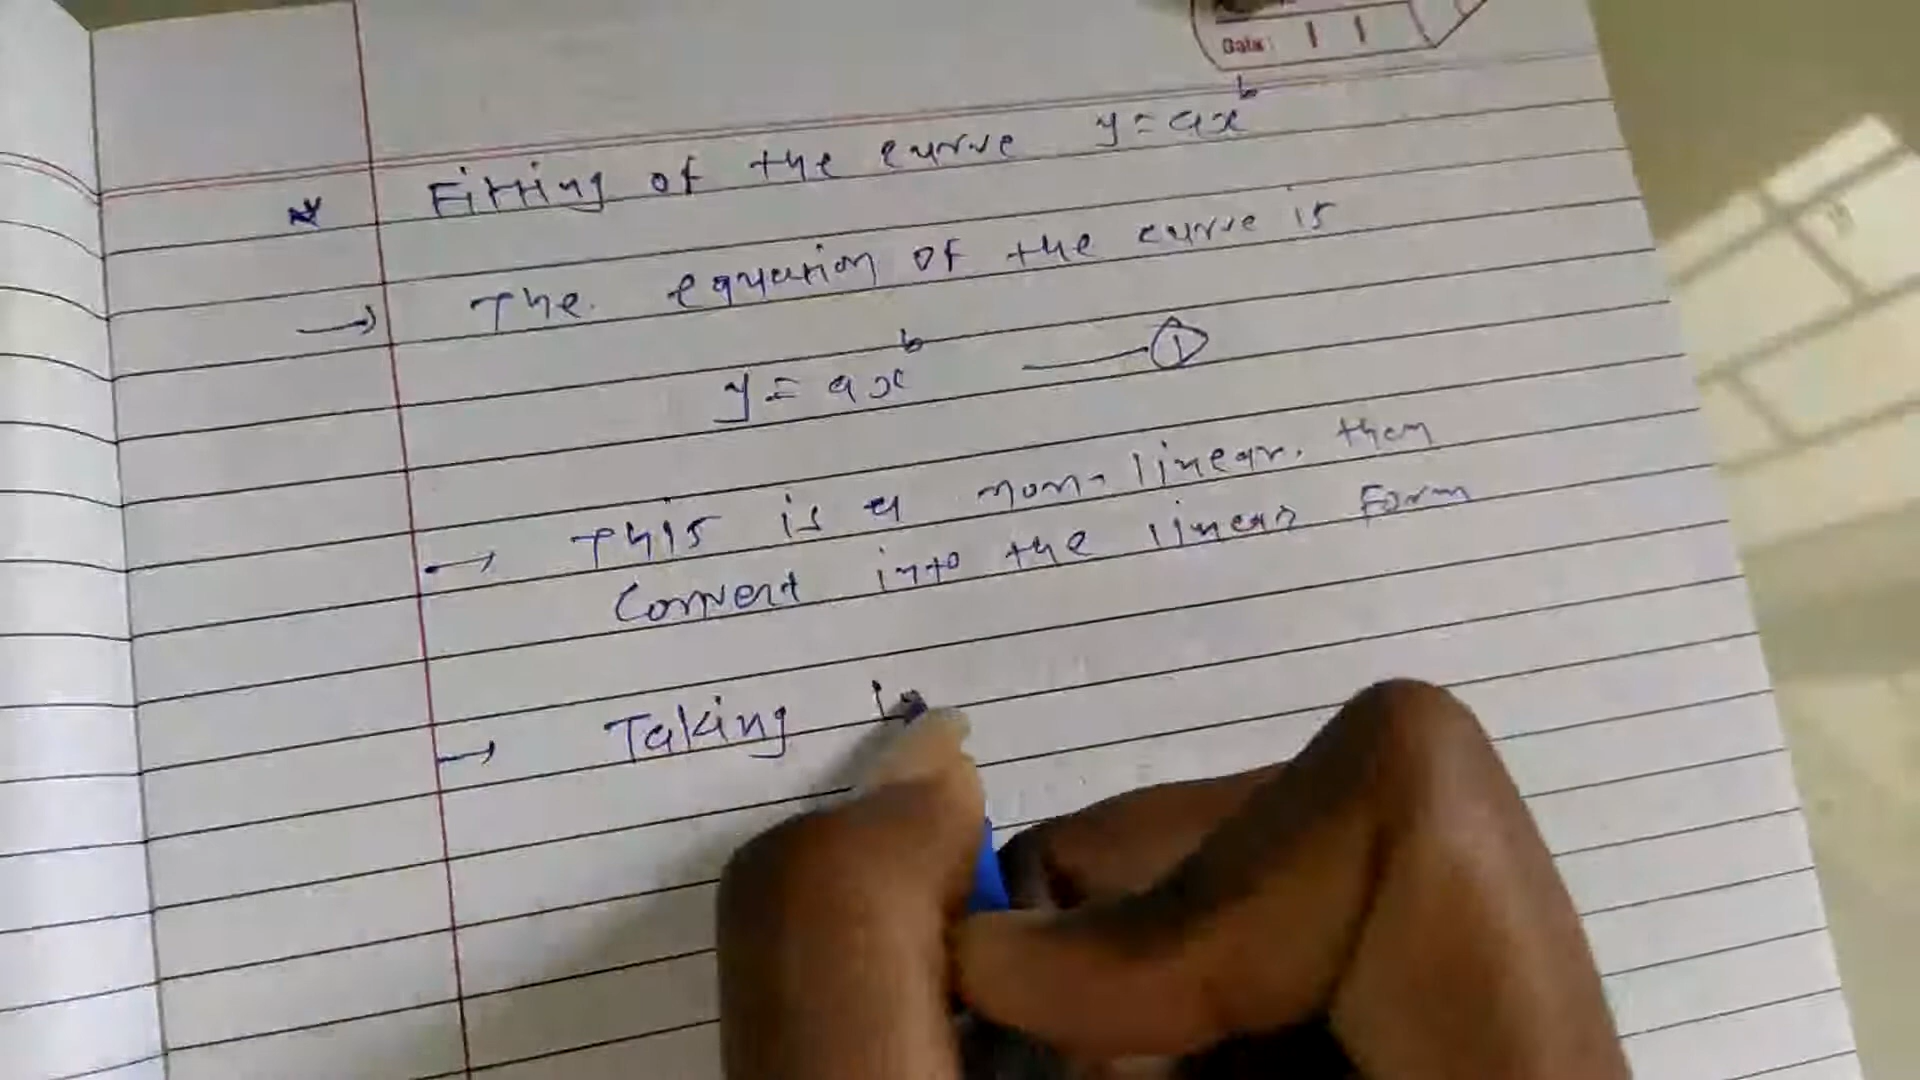 Date:
Fitting of the curve y = ax^b
→ The equation of the curve is
y = ax^b —— ①
→ This is a non-linear. then
Convert into the linear form
→ Taking